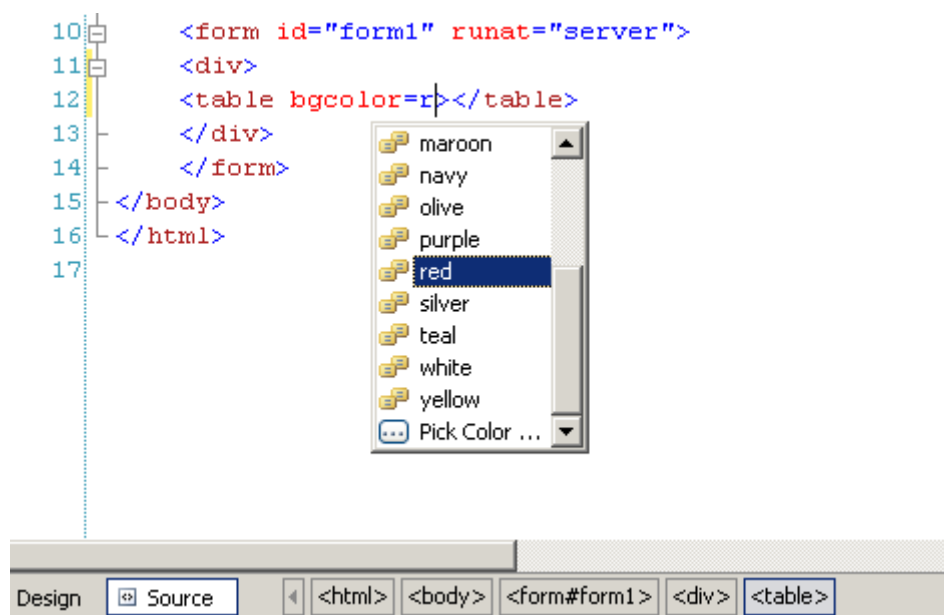 10 <form id="form1" runat="server">
11 <div>
12 <table bgcolor=r></table>
13 </div>
14 </form>
15 </body>
16 </html>
17
maroon
navy
olive
purple
red
silver
teal
white
yellow
Pick Color ...
Design Source <html> <body> <form#form1> <div> <table>